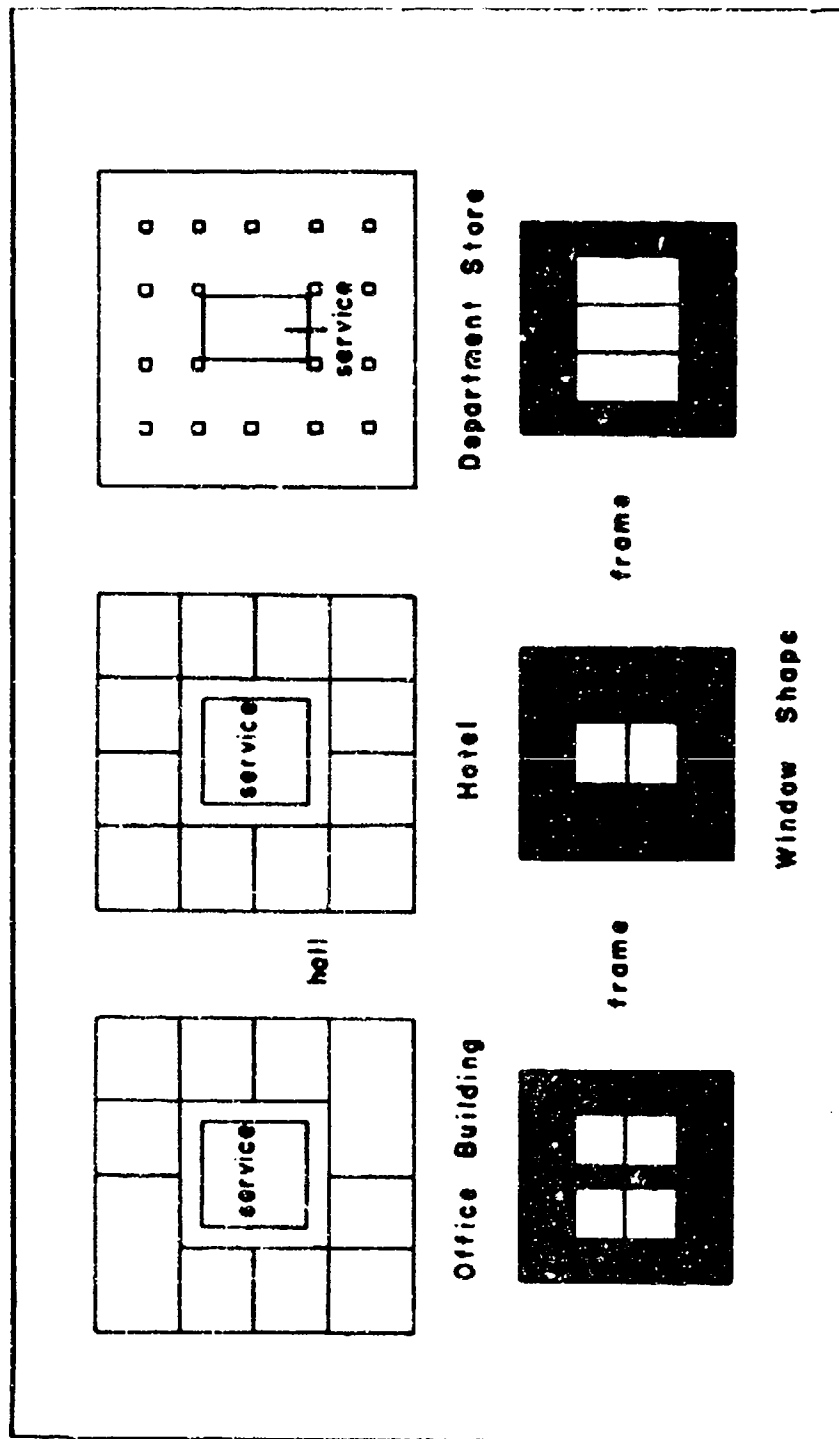 service
service
service
hall
Office Building
Hotel
Department Store
frame
frame
Window Shape